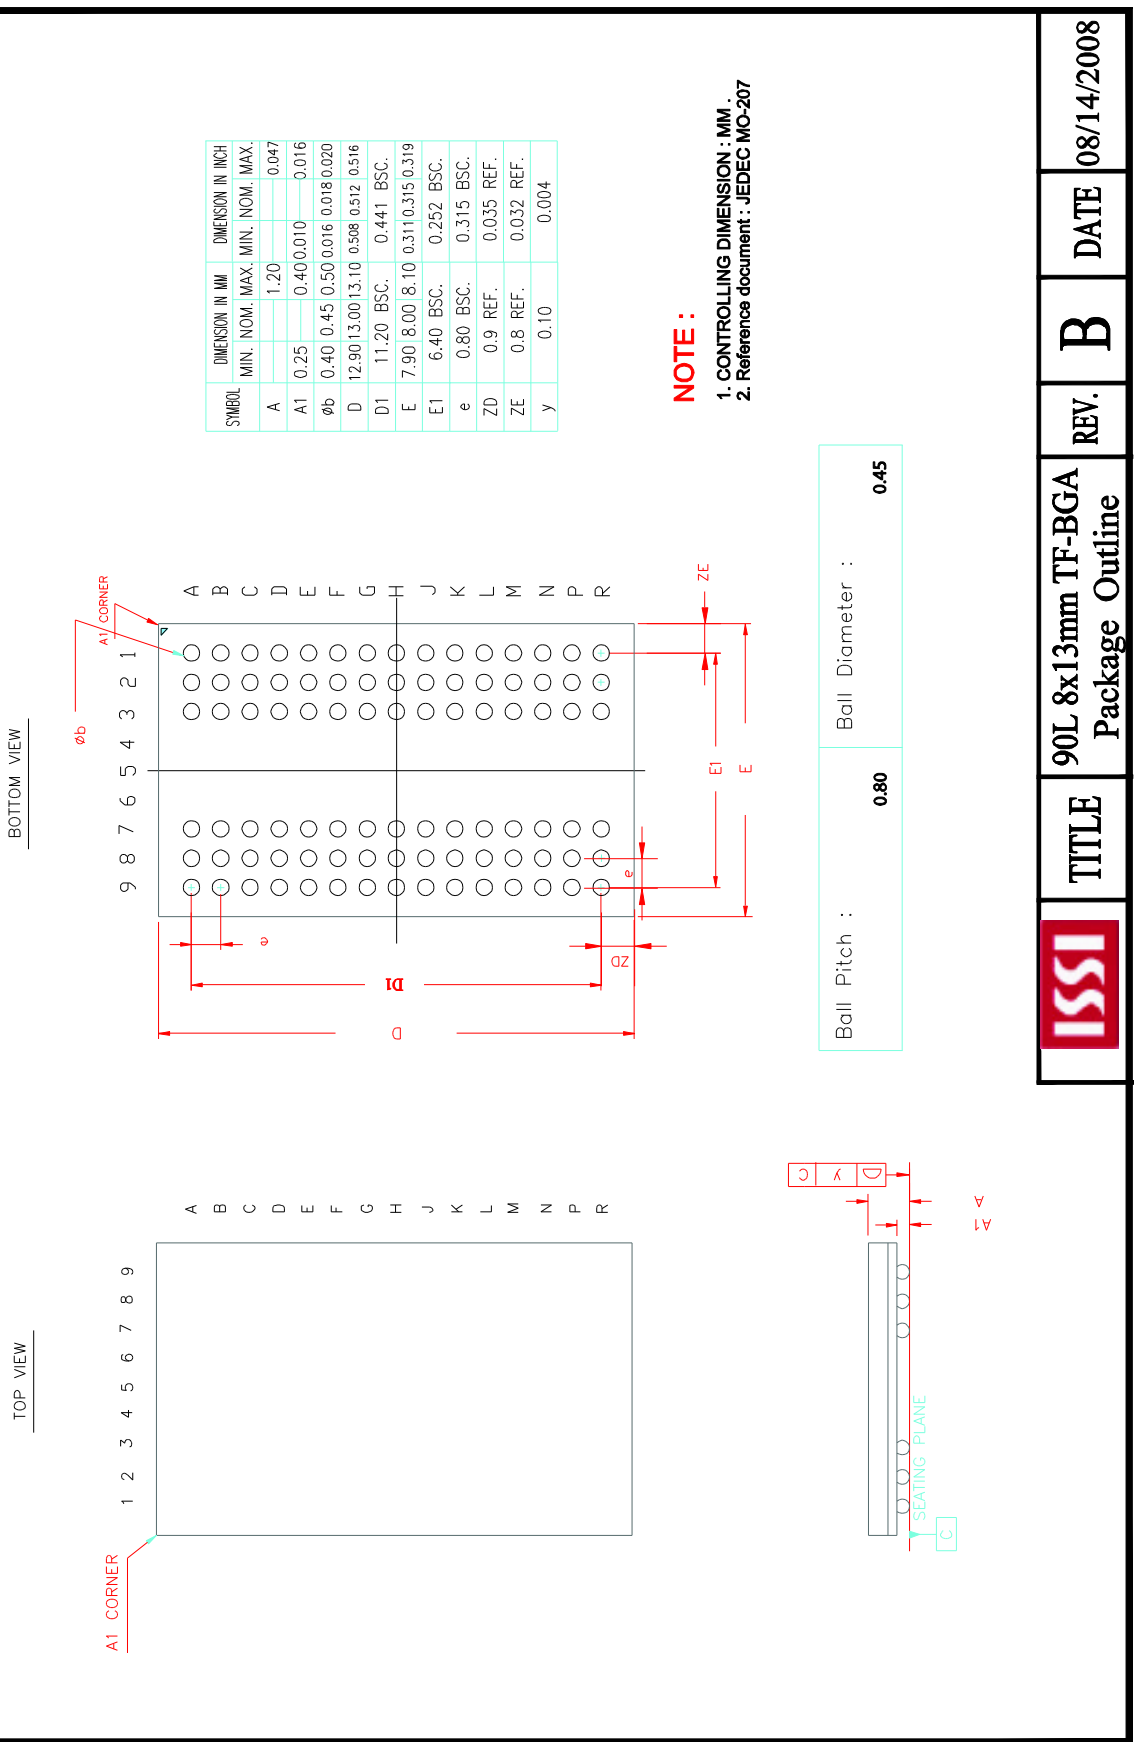 TOP VIEW
A1 CORNER
1 2 3 4 5 6 7 8 9
A
B
C
D
E
F
G
H
J
K
L
M
N
P
R
SEATING PLANE
C
A1
A
D y C
BOTTOM VIEW
9 8 7 6 5 4 3 2 1
A1 CORNER
øb
A
B
C
D
E
F
G
H
J
K
L
M
N
P
R
D
D1
e
ZD
e
E1
E
ZE
SYMBOL DIMENSION IN MM DIMENSION IN INCH
MIN. NOM. MAX. MIN. NOM. MAX.
A 1.20 0.047
A1 0.25 0.40 0.010 0.016
øb 0.40 0.45 0.50 0.016 0.018 0.020
D 12.90 13.00 13.10 0.508 0.512 0.516
D1 11.20 BSC. 0.441 BSC.
E 7.90 8.00 8.10 0.311 0.315 0.319
E1 6.40 BSC. 0.252 BSC.
e 0.80 BSC. 0.315 BSC.
ZD 0.9 REF. 0.035 REF.
ZE 0.8 REF. 0.032 REF.
y 0.10 0.004
NOTE :
1. CONTROLLING DIMENSION : MM .
2. Reference document : JEDEC MO-207
Ball Pitch : Ball Diameter :
0.80 0.45
ISSI
TITLE
90L 8x13mm TF-BGA
Package Outline
REV. B
DATE 08/14/2008